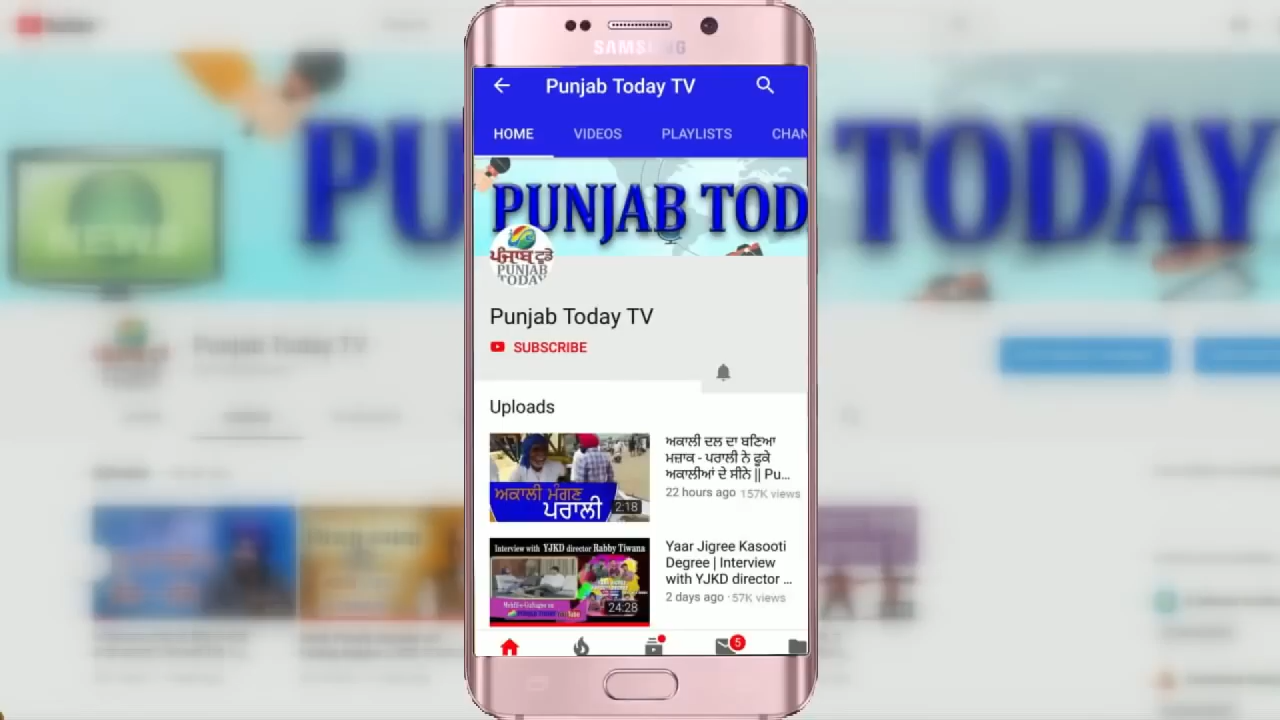 SAMSUNG
Punjab Today TV
HOME VIDEOS PLAYLISTS CHAN
PUNJAB TOD
PU TODAY
ਪੰਜਾਬ ਟੂਡੇ
PUNJAB
TODAY
Punjab Today TV
SUBSCRIBE
Uploads
ਅਕਾਲੀ ਮੰਗਣ
ਪਰਾਲੀ
2:18
ਅਕਾਲੀ ਦਲ ਦਾ ਬਣਿਆ
ਮਜ਼ਾਕ - ਪਰਾਲੀ ਨੇ ਫੂਕੇ
ਅਕਾਲੀਆਂ ਦੇ ਸੀਨੇ || Pu...
22 hours ago 157K views
Interview with YJKD director Rabby Tiwana
24:28
Yaar Jigree Kasooti
Degree | Interview
with YJKD director ...
2 days ago · 57K views
5